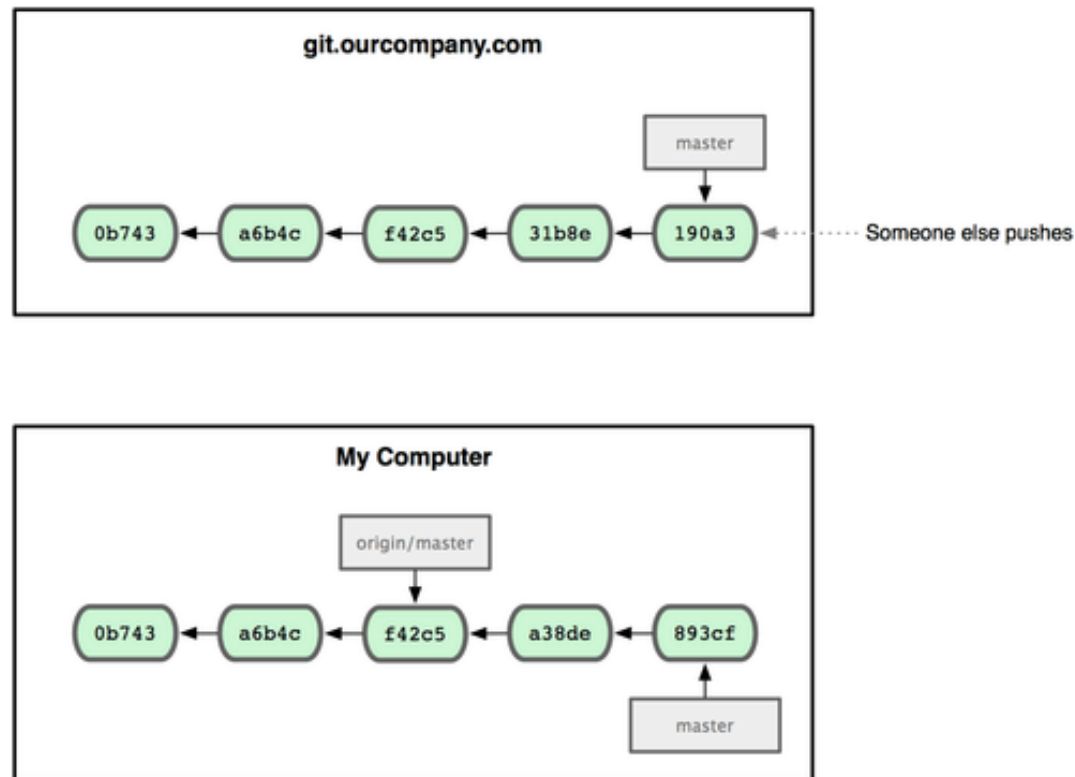 git.ourcompany.com
master
0b743 a6b4c f42c5 31b8e 190a3 Someone else pushes
My Computer
origin/master
0b743 a6b4c f42c5 a38de 893cf
master